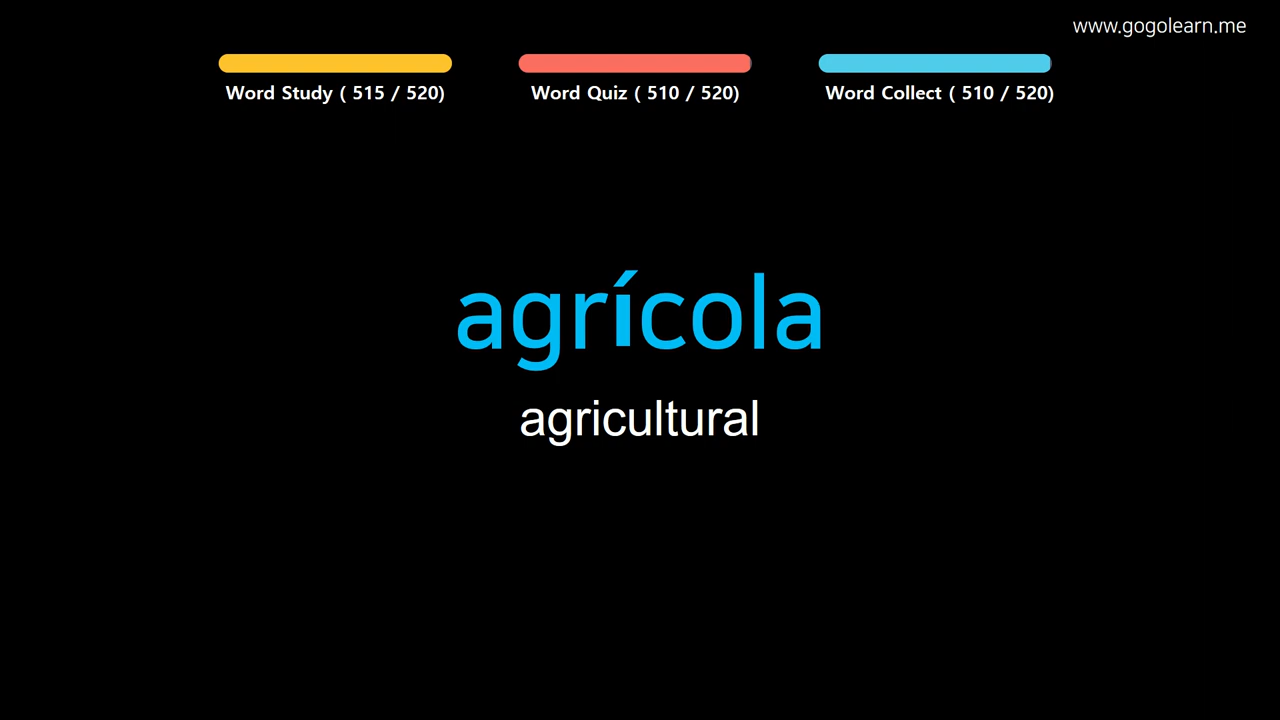 www.gogolearn.me
Word Study ( 515 / 520)
Word Quiz ( 510 / 520)
Word Collect ( 510 / 520)
agrícola
agricultural